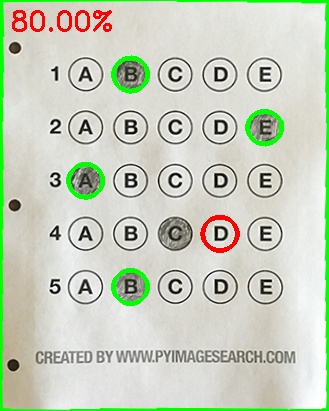 80.00%
1 A B C D E
2 A B C D E
3 A B C D E
4 A B C D E
5 A B C D E
CREATED BY WWW.PYIMAGESEARCH.COM